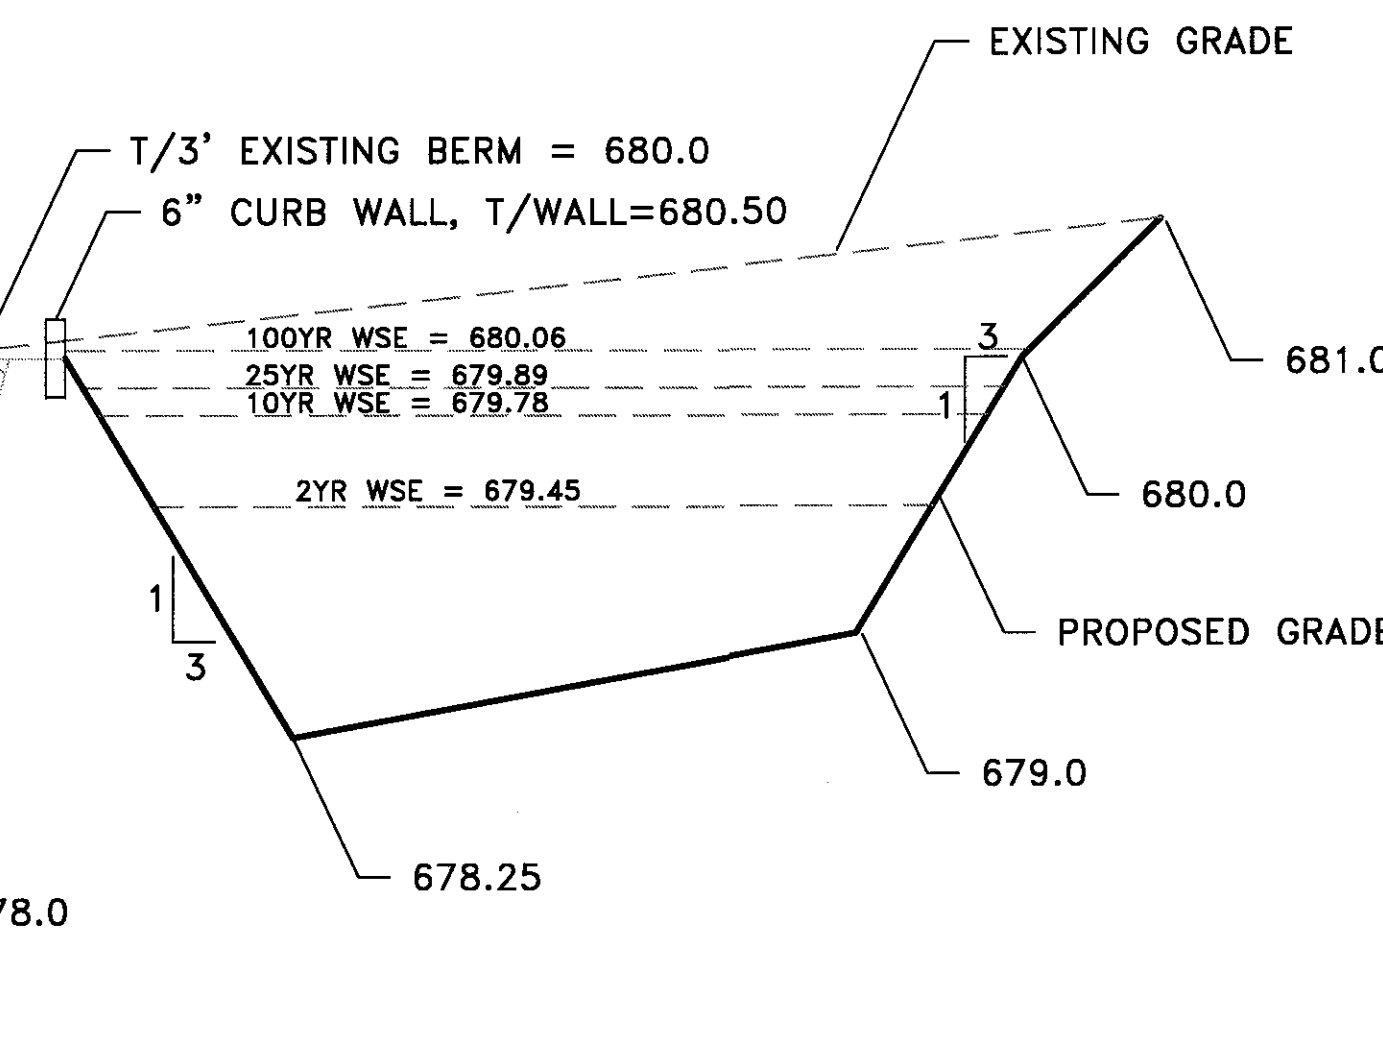 EXISTING GRADE
T/3' EXISTING BERM = 680.0
6" CURB WALL, T/WALL=680.50
100YR WSE = 680.06
3
681.0
25YR WSE = 679.89
10YR WSE = 679.78
1
2YR WSE = 679.45
680.0
1
3
PROPOSED GRADE
679.0
678.25
78.0